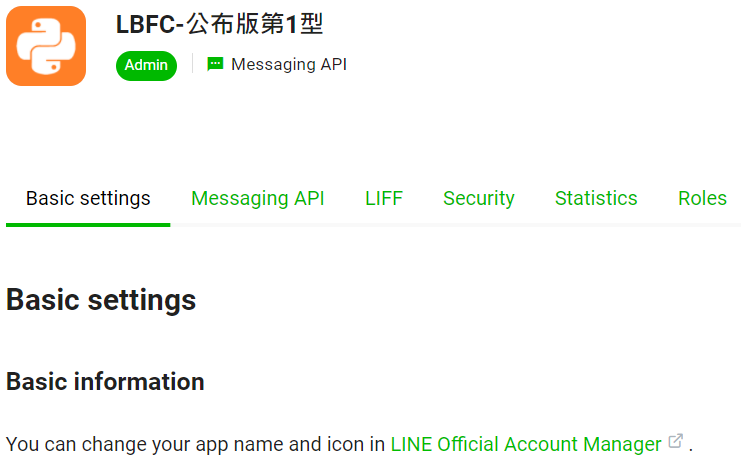 LBFC-公布版第1型
Admin Messaging API
Basic settings Messaging API LIFF Security Statistics Roles
Basic settings
Basic information
You can change your app name and icon in LINE Official Account Manager .